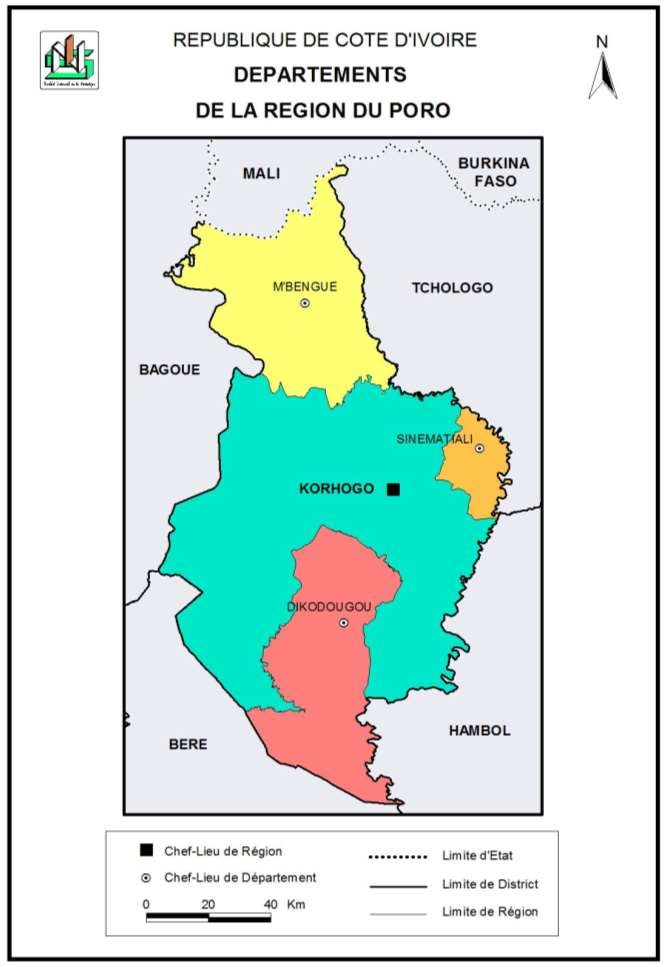 REPUBLIQUE DE COTE D'IVOIRE
DEPARTEMENTS
DE LA REGION DU PORO
N
MALI
BURKINA
FASO
M'BENGUE
TCHOLOGO
BAGOUE
SINEMATIALI
KORHOGO
DIKODOUGOU
HAMBOL
BERE
Chef-Lieu de Région
Chef-Lieu de Département
0 20 40 Km
Limite d'Etat
Limite de District
Limite de Région